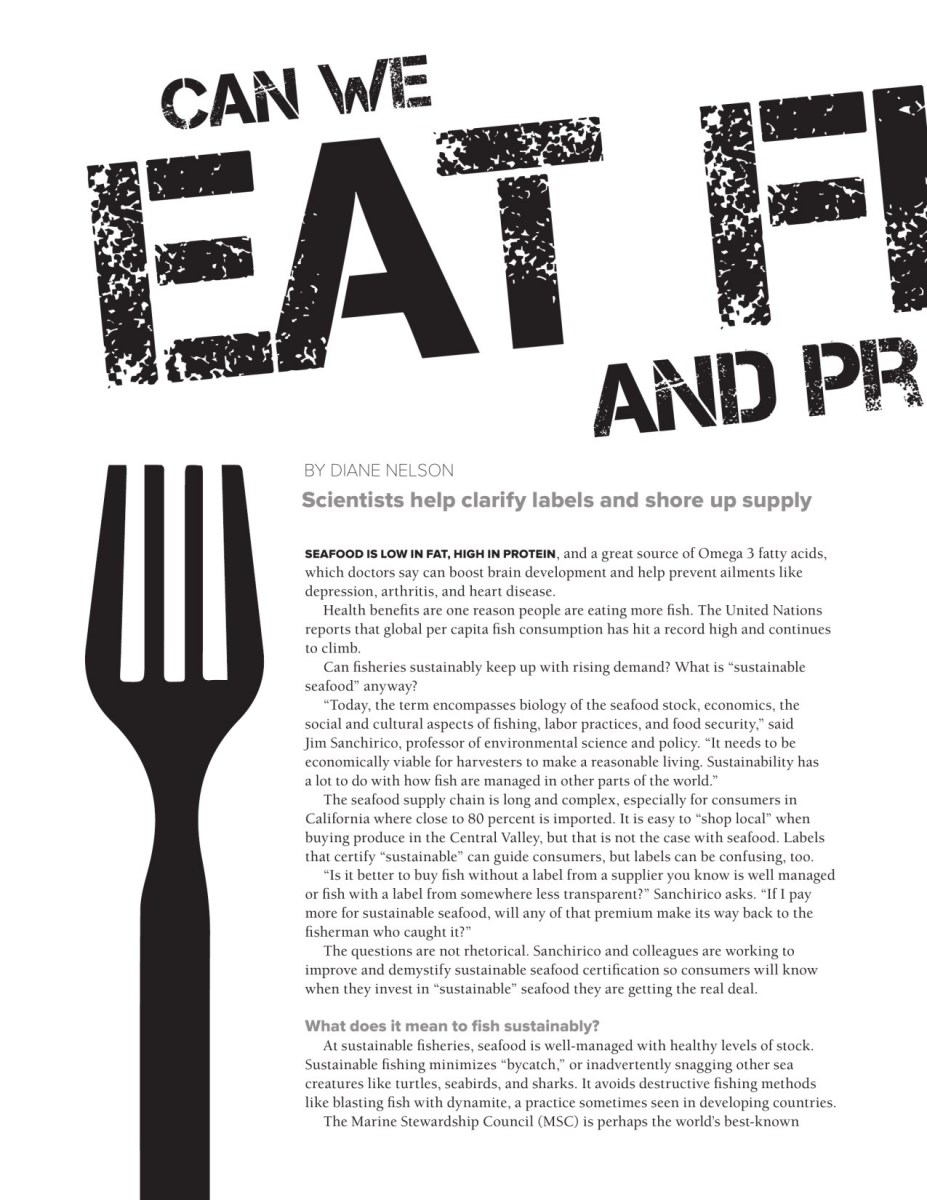 CAN WE
EAT FI
AND PR
BY DIANE NELSON
Scientists help clarify labels and shore up supply
SEAFOOD IS LOW IN FAT, HIGH IN PROTEIN, and a great source of Omega 3 fatty acids,
which doctors say can boost brain development and help prevent ailments like
depression, arthritis, and heart disease.
Health benefits are one reason people are eating more fish. The United Nations
reports that global per capita fish consumption has hit a record high and continues
to climb.
Can fisheries sustainably keep up with rising demand? What is “sustainable
seafood” anyway?
“Today, the term encompasses biology of the seafood stock, economics, the
social and cultural aspects of fishing, labor practices, and food security,” said
Jim Sanchirico, professor of environmental science and policy. “It needs to be
economically viable for harvesters to make a reasonable living. Sustainability has
a lot to do with how fish are managed in other parts of the world.”
The seafood supply chain is long and complex, especially for consumers in
California where close to 80 percent is imported. It is easy to “shop local” when
buying produce in the Central Valley, but that is not the case with seafood. Labels
that certify “sustainable” can guide consumers, but labels can be confusing, too.
“Is it better to buy fish without a label from a supplier you know is well managed
or fish with a label from somewhere less transparent?” Sanchirico asks. “If I pay
more for sustainable seafood, will any of that premium make its way back to the
fisherman who caught it?”
The questions are not rhetorical. Sanchirico and colleagues are working to
improve and demystify sustainable seafood certification so consumers will know
when they invest in “sustainable” seafood they are getting the real deal.
What does it mean to fish sustainably?
At sustainable fisheries, seafood is well-managed with healthy levels of stock.
Sustainable fishing minimizes “bycatch,” or inadvertently snagging other sea
creatures like turtles, seabirds, and sharks. It avoids destructive fishing methods
like blasting fish with dynamite, a practice sometimes seen in developing countries.
The Marine Stewardship Council (MSC) is perhaps the world’s best-known